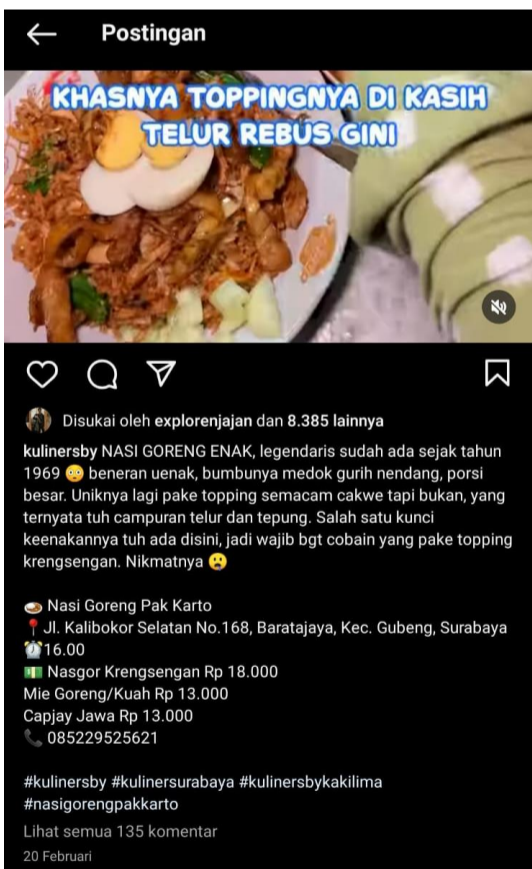 Postingan
KHASNYA TOPPINGNYA DI KASIH
TELUR REBUS GINI
Disukai oleh explorenjajan dan 8.385 lainnya
kulinersby NASI GORENG ENAK, legendaris sudah ada sejak tahun
1969 😳 beneran uenak, bumbunya medok gurih nendang, porsi
besar. Uniknya lagi pake topping semacam cakwe tapi bukan, yang
ternyata tuh campuran telur dan tepung. Salah satu kunci
keenakannya tuh ada disini, jadi wajib bgt cobain yang pake topping
krengsengan. Nikmatnya 😦
🍛 Nasi Goreng Pak Karto
📍Jl. Kalibokor Selatan No.168, Baratajaya, Kec. Gubeng, Surabaya
⏰16.00
💵 Nasgor Krengsengan Rp 18.000
Mie Goreng/Kuah Rp 13.000
Capjay Jawa Rp 13.000
📞 085229525621
#kulinersby #kulinersurabaya #kulinersbykakilima
#nasigorengpakkarto
Lihat semua 135 komentar
20 Februari